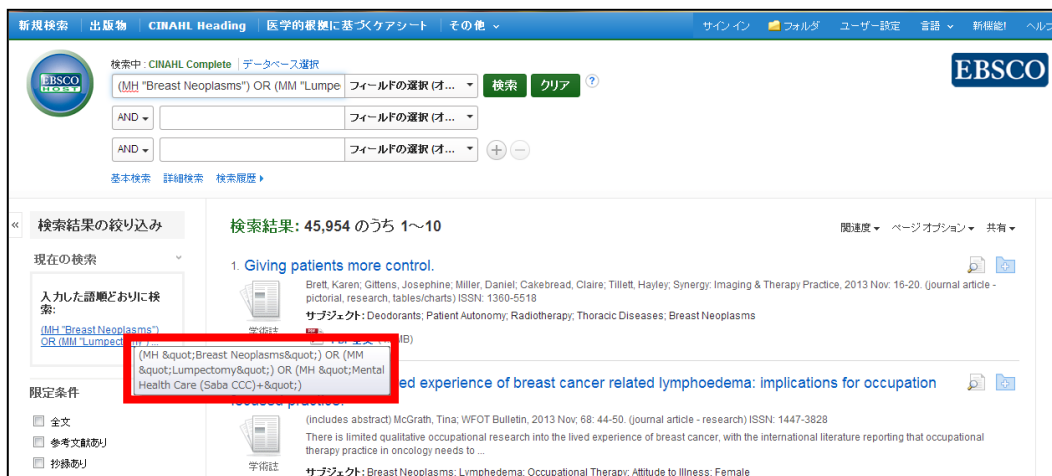 新規検索 出版物 CINAHL Heading 医学的根拠に基づくケアシート その他 サインイン フォルダ ユーザー設定 言語 新機能! ヘルプ
EBSCO HOST
検索中 : CINAHL Complete データベース選択
(MH "Breast Neoplasms") OR (MM "Lumpe フィールドの選択 (オ... 検索 クリア ?
EBSCO
AND フィールドの選択 (オ...
AND フィールドの選択 (オ...
基本検索 詳細検索 検索履歴
« 検索結果の絞り込み
検索結果: 45,954 のうち 1~10
関連度 ページ オプション 共有
現在の検索
入力した語順どおりに検
索:
(MH "Breast Neoplasms")
OR (MM "Lumpectomy") ...
(MH &quot;Breast Neoplasms&quot;) OR (MM
&quot;Lumpectomy&quot;) OR (MH &quot;Mental
Health Care (Saba CCC)+&quot;)
限定条件
全文
参考文献あり
抄録あり
1. Giving patients more control.
Brett, Karen; Gittens, Josephine; Miller, Daniel; Cakebread, Claire; Tillett, Hayley; Synergy: Imaging & Therapy Practice, 2013 Nov: 16-20. (journal article -
pictorial, research, tables/charts) ISSN: 1360-5518
サブジェクト: Deodorants; Patient Autonomy; Radiotherapy; Thoracic Diseases; Breast Neoplasms
学術誌
MB)
ed experience of breast cancer related lymphoedema: implications for occupation
(includes abstract) McGrath, Tina; WFOT Bulletin, 2013 Nov; 68: 44-50. (journal article - research) ISSN: 1447-3828
There is limited qualitative occupational research into the lived experience of breast cancer, with the international literature reporting that occupational
therapy practice in oncology needs to ...
学術誌
サブジェクト: Breast Neoplasms; Lymphedema; Occupational Therapy; Attitude to Illness; Female